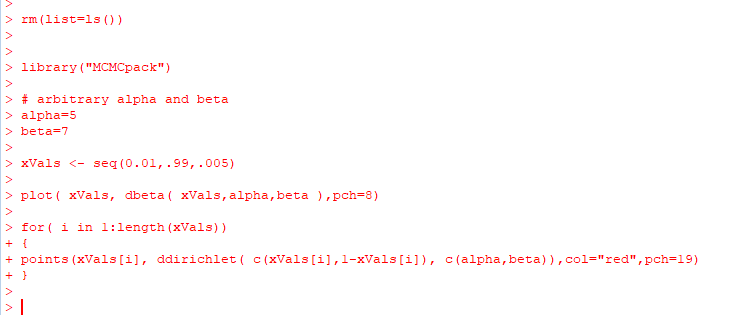 >
> rm(list=ls())
>
>
> library("MCMCpack")
>
> # arbitrary alpha and beta
> alpha=5
> beta=7
>
> xVals <- seq(0.01,.99,.005)
>
> plot( xVals, dbeta( xVals,alpha,beta ),pch=8)
>
> for( i in 1:length(xVals))
+ {
+ points(xVals[i], ddirichlet( c(xVals[i],1-xVals[i]), c(alpha,beta)),col="red",pch=19)
+ }
>
>